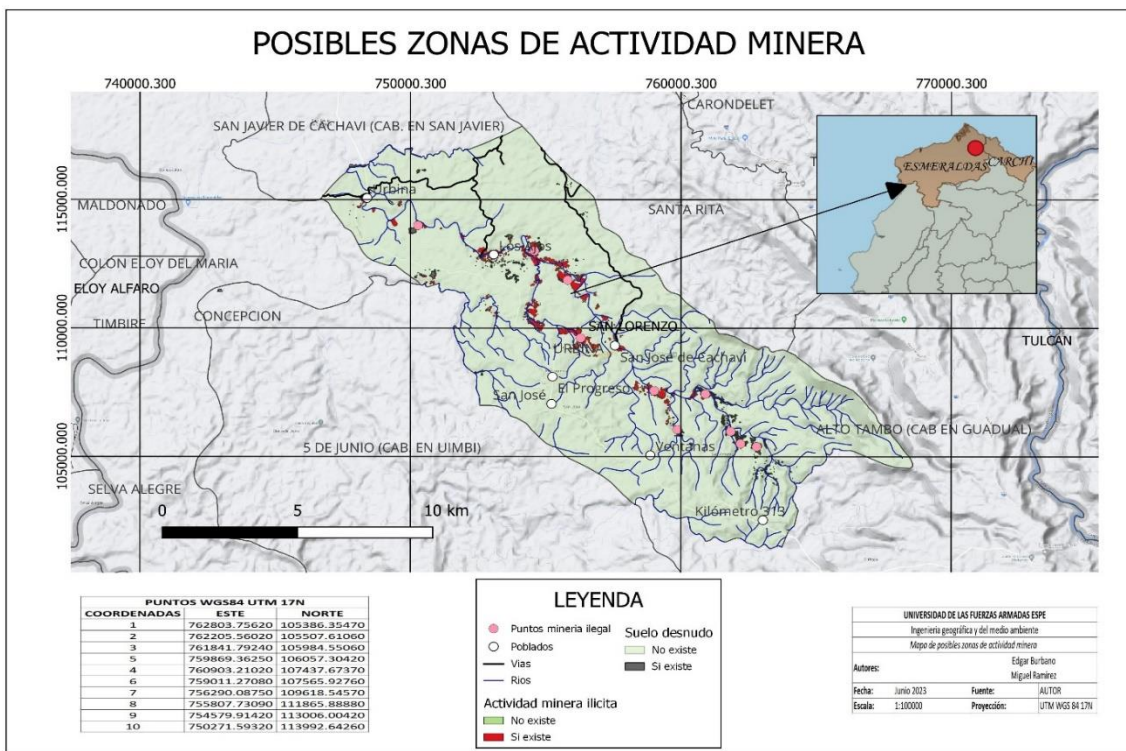 POSIBLES ZONAS DE ACTIVIDAD MINERA
740000.300 750000.300 760000.300 770000.300
CARONDELET
SAN JAVIER DE CACHAVI (CAB. EN SAN JAVIER)
ESMERALDAS CARCHI
Urbina
115000.000
MALDONADO
SANTA RITA
Los Ajos
COLÓN ELOY DEL MARIA
ELOY ALFARO
CONCEPCION
TIMBIRE
110000.000
SAN LORENZO
TULCÁN
URBINA
San José de Cachaví
El Progreso
San José
ALTO TAMBO (CAB EN GUADUAL)
5 DE JUNIO (CAB. EN UIMBI)
Ventanas
105000.000
SELVA ALEGRE
0 5 10 km
Kilómetro 313
PUNTOS WGS84 UTM 17N
COORDENADAS ESTE NORTE
1 762803.75620 105386.35470
2 762205.56020 105507.61060
3 761841.79240 105984.55060
5 759869.36250 106057.30420
4 760903.21020 107437.67370
6 759011.27080 107565.92760
7 756290.08750 109618.54570
8 755807.73090 111865.88880
9 754579.91420 113006.00420
10 750271.59320 113992.64260
LEYENDA
Puntos mineria ilegal
Poblados
Vias
Rios
Actividad minera ilicita
No existe
Si existe
Suelo desnudo
No existe
Si existe
UNIVERSIDAD DE LAS FUERZAS ARMADAS ESPE
Ingeniería geográfica y del medio ambiente
Mapa de posibles zonas de actividad minera
Autores: Edgar Burbano
Miguel Ramirez
Fecha: Junio 2023 Fuente: AUTOR
Escala: 1:100000 Proyección: UTM WGS 84 17N